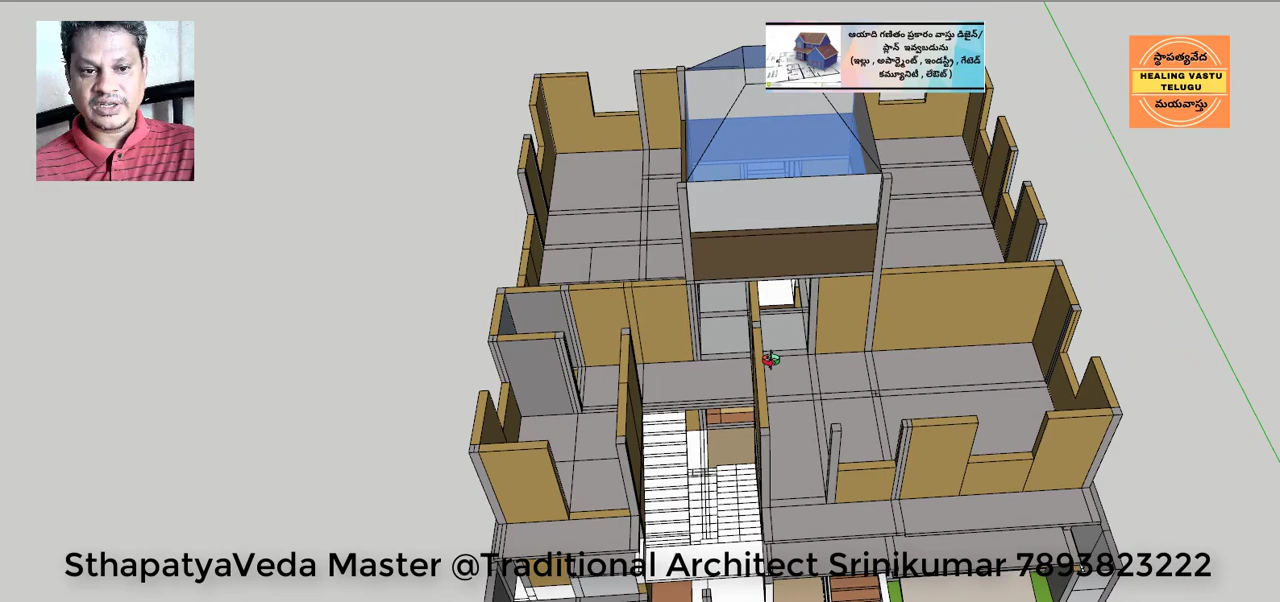 ఆయాది గణితం ప్రకారం వాస్తు డిజైన్/
ప్లాన్ ఇవ్వబడును
(ఇల్లు , అపార్ట్మెంట్ , ఇండస్ట్రీ , గేటెడ్
కమ్యూనిటీ , లేఔట్ )
స్థాపత్యవేద
HEALING VASTU
TELUGU
మయవాస్తు
SthapatyaVeda Master @Traditional Architect Srinikumar 7893823222